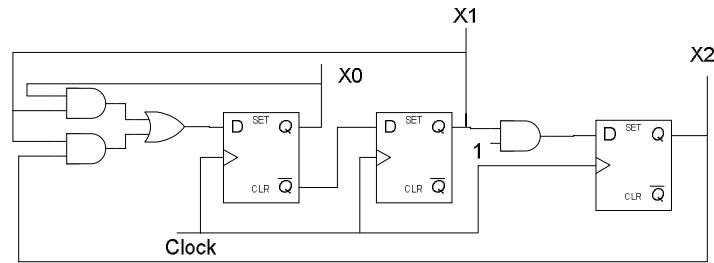 X1
X2
X0
D SET Q
CLR Q̅
D SET Q
CLR Q̅
1
D SET Q
CLR Q̅
Clock